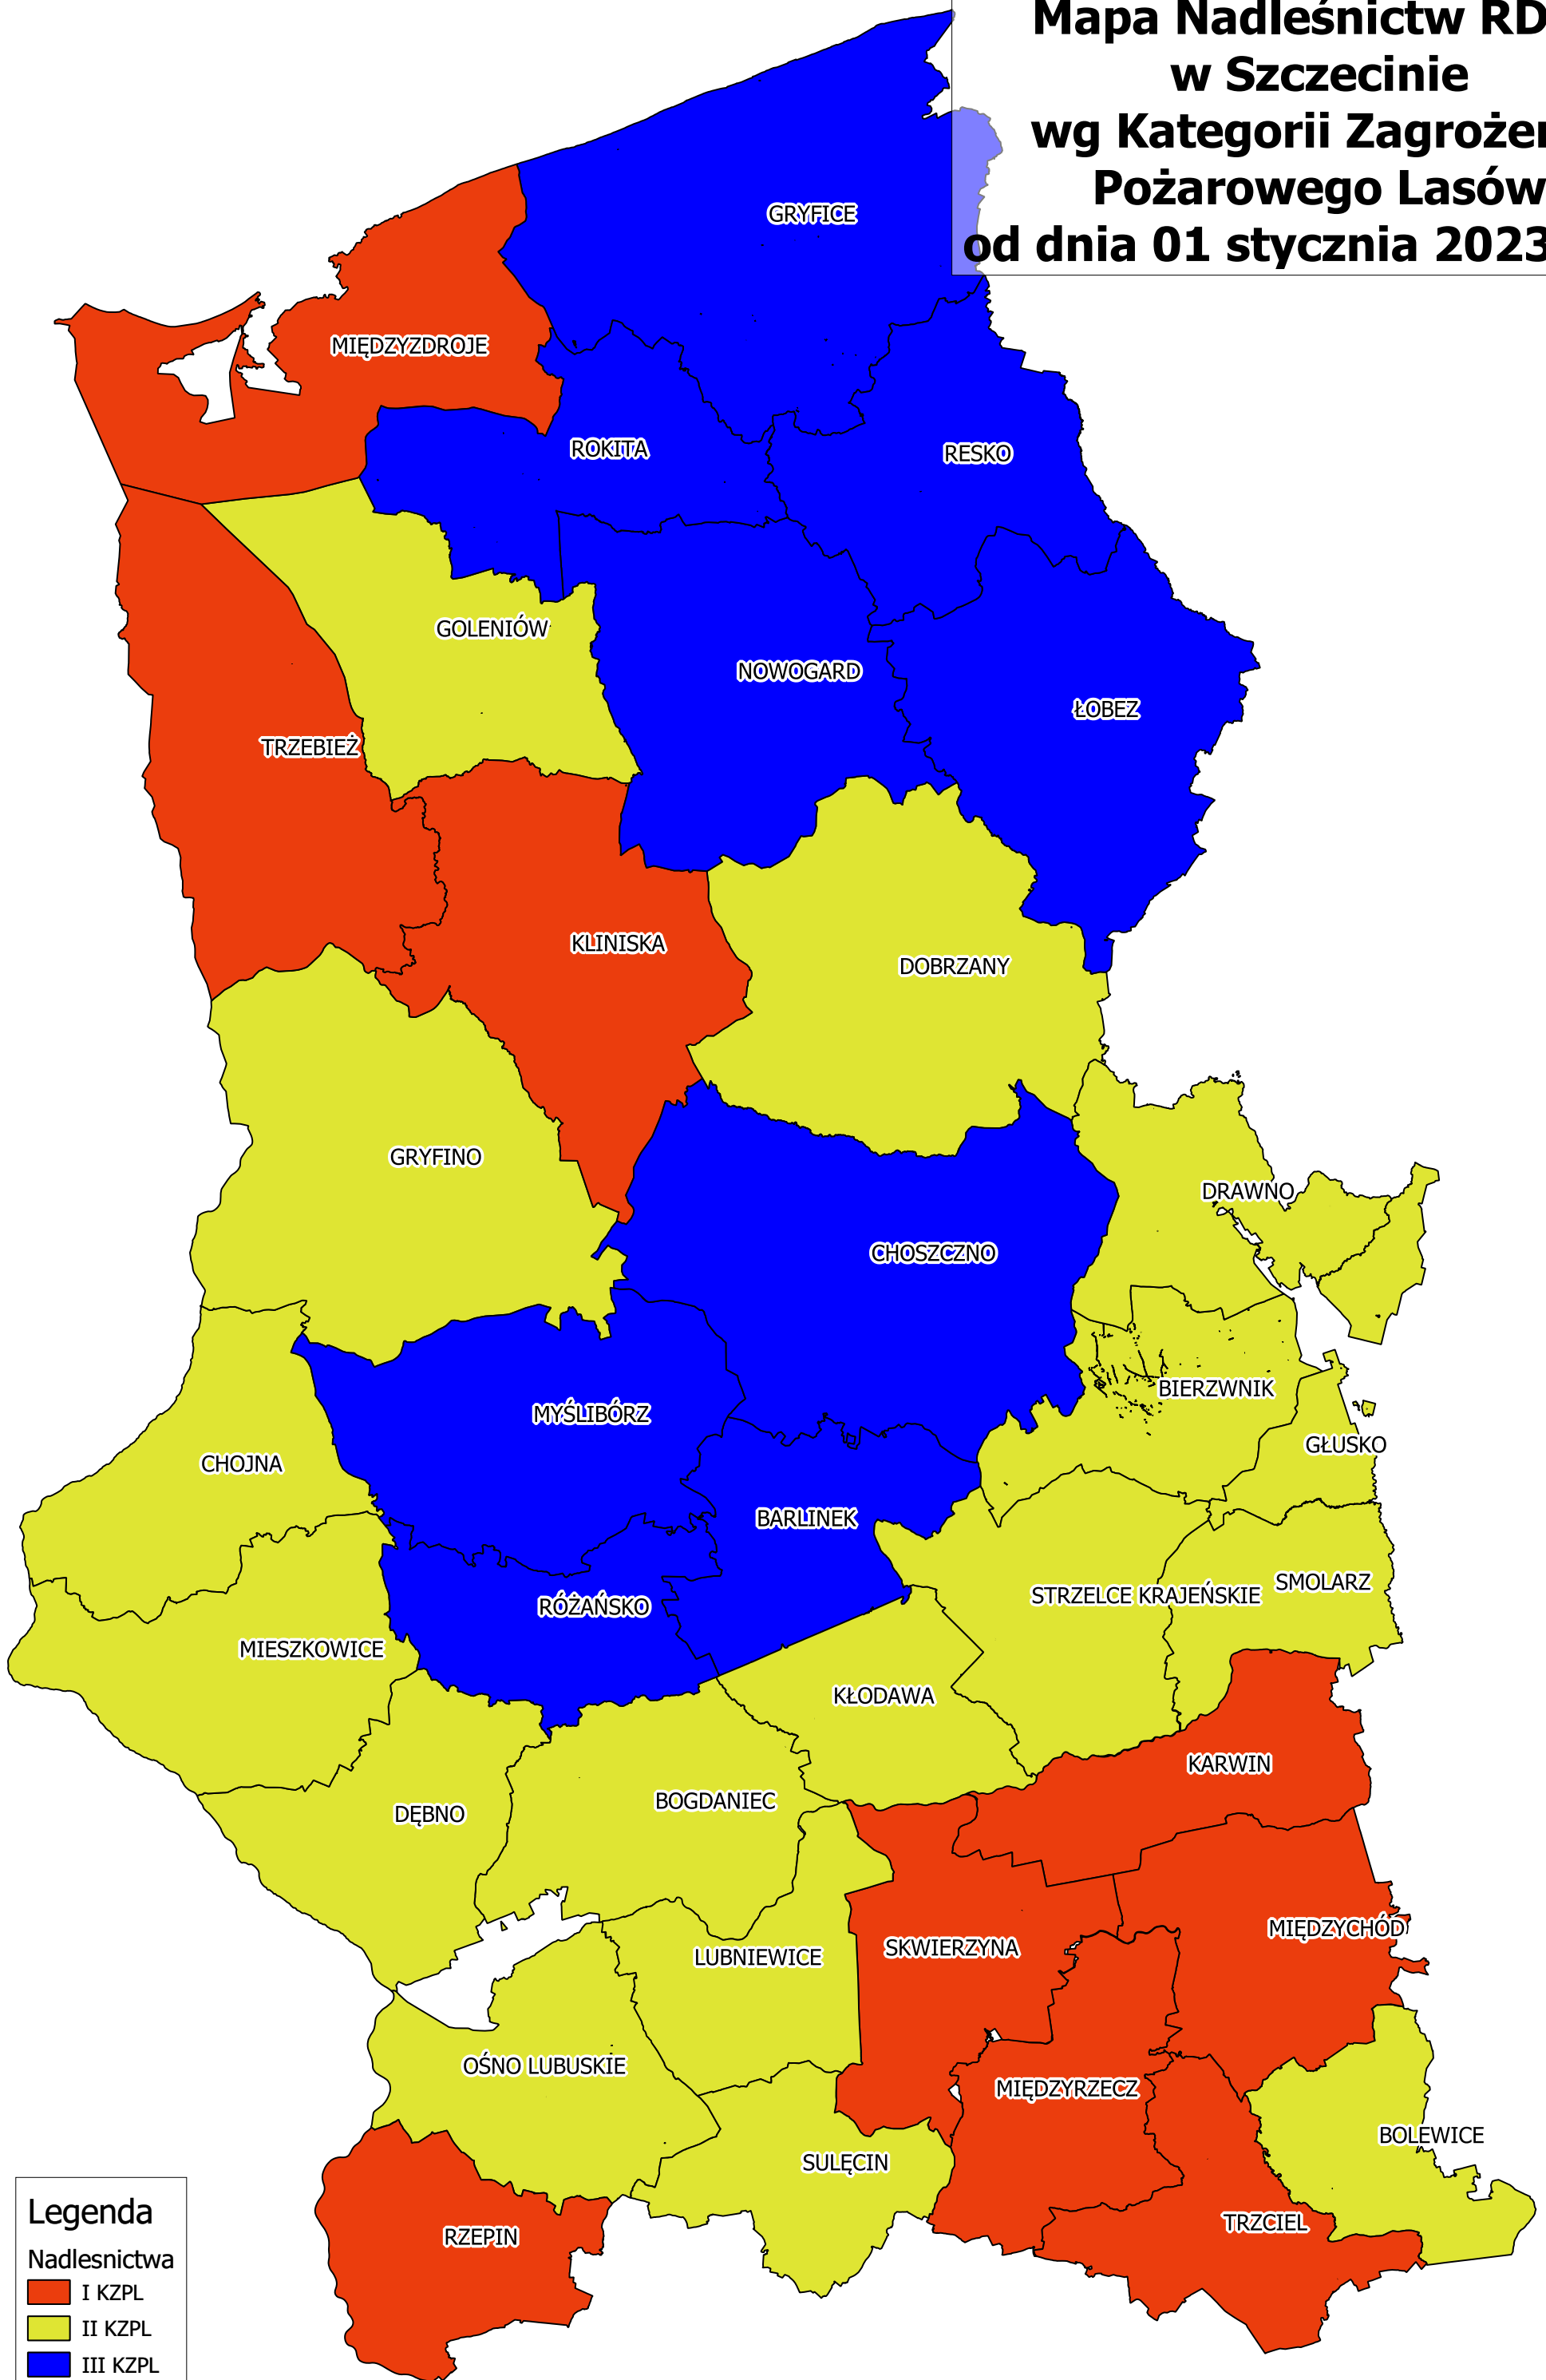 Mapa Nadleśnictw RD
w Szczecinie
wg Kategorii Zagroże
Pożarowego Lasów
od dnia 01 stycznia 2023
GRYFICE
MIĘDZYZDROJE
ROKITA
RESKO
GOLENIÓW
NOWOGARD
ŁOBEZ
TRZEBIEŻ
KLINISKA
DOBRZANY
GRYFINO
DRAWNO
CHOSZCZNO
BIERZWNIK
MYŚLIBÓRZ
GŁUSKO
CHOJNA
BARLINEK
SMOLARZ
STRZELCE KRAJEŃSKIE
RÓŻAŃSKO
MIESZKOWICE
KŁODAWA
KARWIN
BOGDANIEC
DĘBNO
MIĘDZYCHÓD
SKWIERZYNA
LUBNIEWICE
OŚNO LUBUSKIE
MIĘDZYRZECZ
BOLEWICE
SULĘCIN
TRZCIEL
RZEPIN
Legenda
Nadlesnictwa
I KZPL
II KZPL
III KZPL